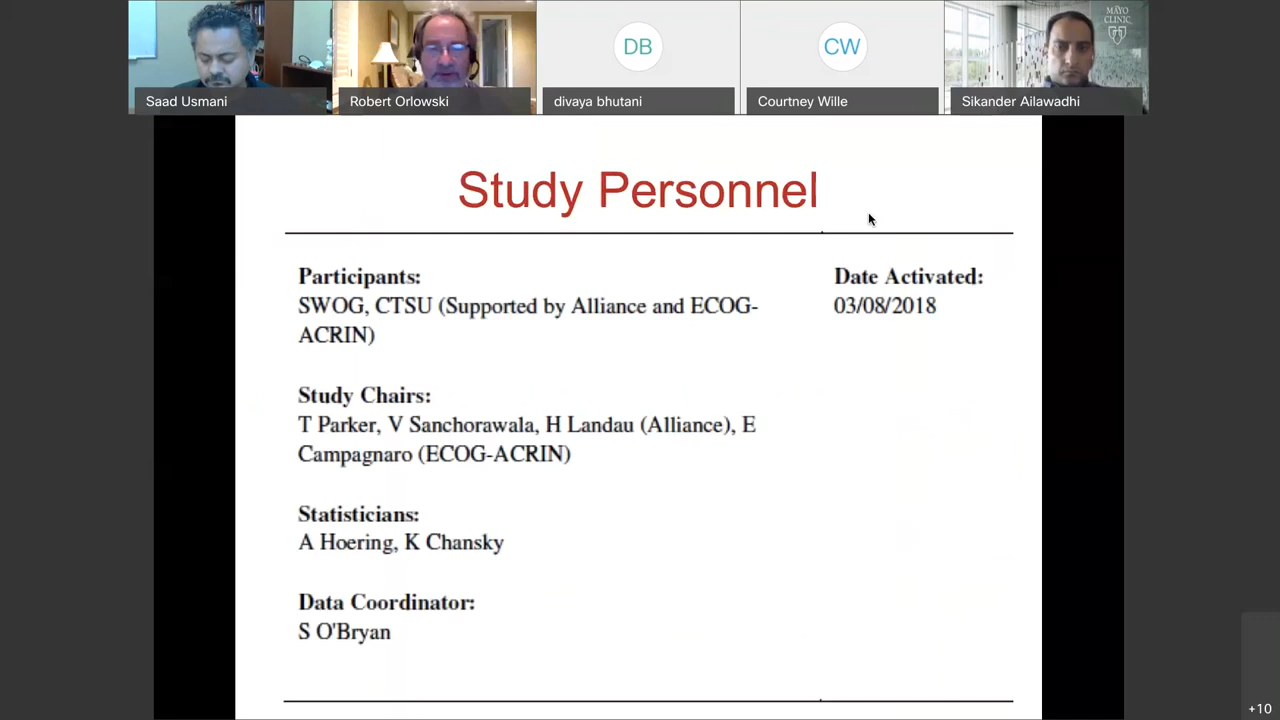 DB
CW
MAYO
CLINIC
Saad Usmani
Robert Orlowski
divaya bhutani
Courtney Wille
Sikander Ailawadhi
Study Personnel
Participants:
SWOG, CTSU (Supported by Alliance and ECOG-
ACRIN)
Date Activated:
03/08/2018
Study Chairs:
T Parker, V Sanchorawala, H Landau (Alliance), E
Campagnaro (ECOG-ACRIN)
Statisticians:
A Hoering, K Chansky
Data Coordinator:
S O'Bryan
+10